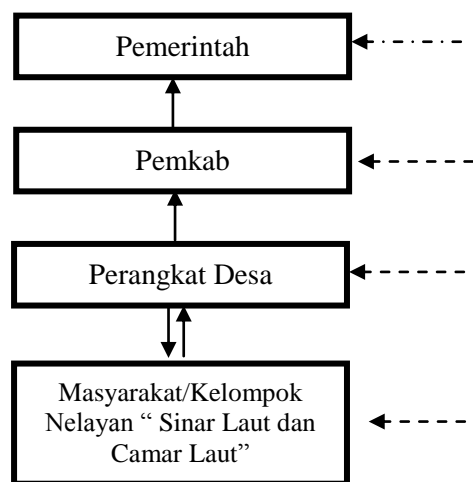 Pemerintah
Pemkab
Perangkat Desa
Masyarakat/Kelompok
Nelayan “ Sinar Laut dan
Camar Laut”